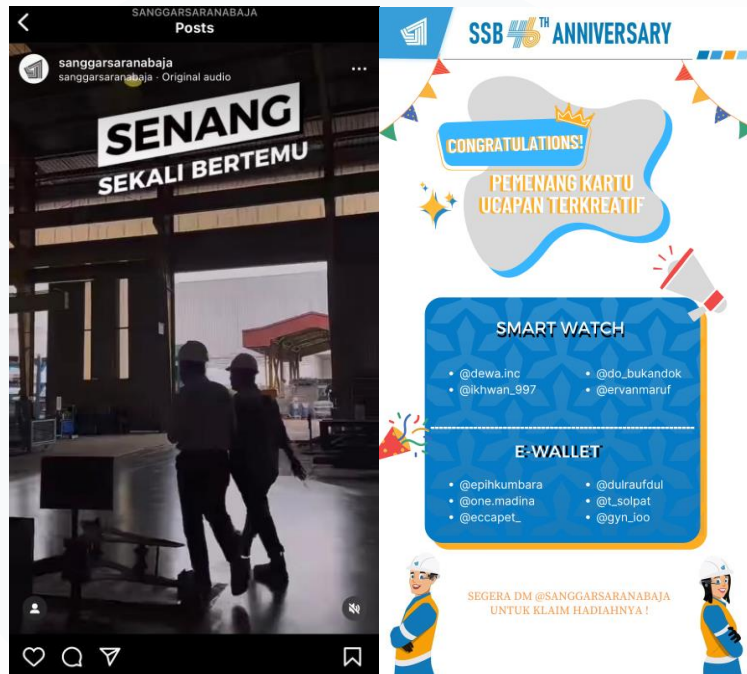 SANGGARSARANABAJA
Posts
sanggarsaranabaja
sanggarsaranabaja · Original audio
SENANG
SEKALI BERTEMU
SSB 46TH ANNIVERSARY
CONGRATULATIONS!
PEMENANG KARTU
UCAPAN TERKREATIF
SMART WATCH
• @dewa.inc
• @ikhwan_997
• @do_bukandok
• @ervanmaruf
E-WALLET
• @epihkumbara
• @one.madina
• @eccapet_
• @dulraufdul
• @t_solpat
• @gyn_ioo
SEGERA DM @SANGGARSARANABAJA
UNTUK KLAIM HADIAHNYA !